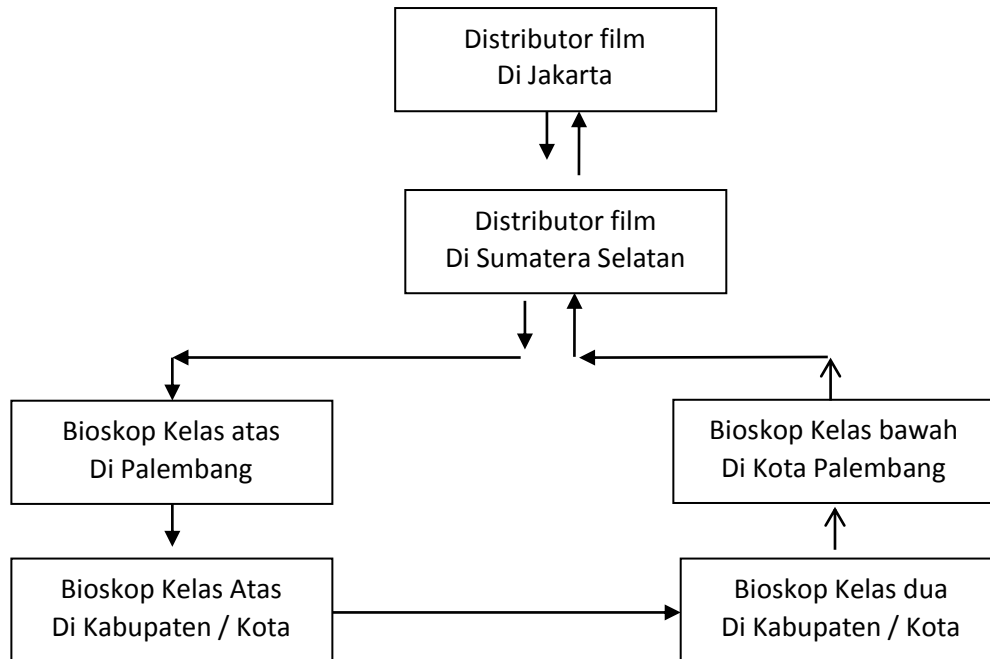 Distributor film
Di Jakarta
Distributor film
Di Sumatera Selatan
Bioskop Kelas atas
Di Palembang
Bioskop Kelas bawah
Di Kota Palembang
Bioskop Kelas Atas
Di Kabupaten / Kota
Bioskop Kelas dua
Di Kabupaten / Kota